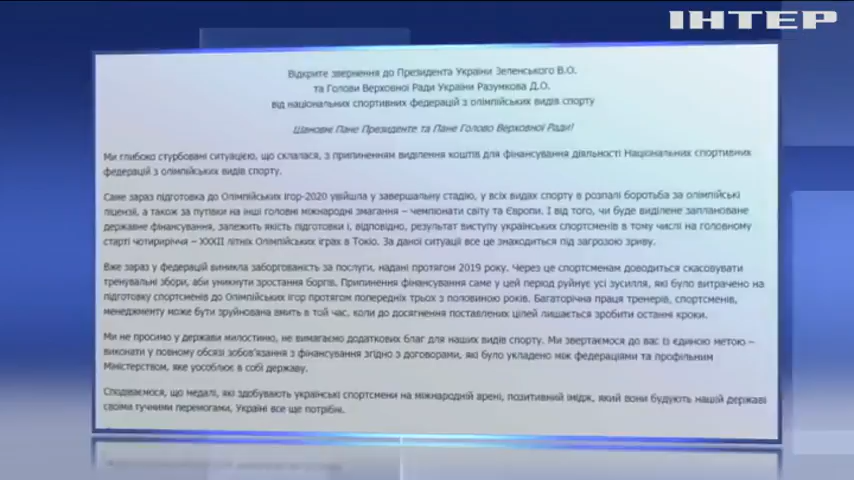 ІНТЕР
Відкрите звернення до Президента України Зеленського В.О.
та Голови Верховної Ради України Разумкова Д.О.
від національних спортивних федерацій з олімпійських видів спорту
Шановні Пане Президенте та Пане Голово Верховної Ради!
Ми глибоко стурбовані ситуацією, що склалася, з припиненням виділення коштів для фінансування діяльності Національних спортивних
федерацій з олімпійських видів спорту.
Саме зараз підготовка до Олімпійських ігор-2020 увійшла у завершальну стадію, у всіх видах спорту в розпалі боротьба за олімпійські
ліцензії, а також за путівки на інші головні міжнародні змагання – чемпіонати світу та Європи. І від того, чи буде виділене заплановане
державне фінансування, залежить якість підготовки і, відповідно, результат виступу українських спортсменів в тому числі на головному
старті чотириріччя – XXXII літніх Олімпійських іграх в Токіо. За даної ситуації все це знаходиться під загрозою зриву.
Вже зараз у федерацій виникла заборгованість за послуги, надані протягом 2019 року. Через це спортсменам доводиться скасовувати
тренувальні збори, аби уникнути зростання боргів. Припинення фінансування саме у цей період руйнує усі зусилля, які було витрачено на
підготовку спортсменів до Олімпійських ігор протягом попередніх трьох з половиною років. Багаторічна праця тренерів, спортсменів,
менеджменту може бути зруйнована вмить в той час, коли до досягнення поставлених цілей лишається зробити останні кроки.
Ми не просимо у держави милостиню, не вимагаємо додаткових благ для наших видів спорту. Ми звертаємося до вас із єдиною метою –
виконати у повному обсязі зобов'язання з фінансування згідно з договорами, які було укладено між федераціями та профільним
Міністерством, яке уособлює в собі державу.
Сподіваємося, що медалі, які здобувають українські спортсмени на міжнародній арені, позитивний імідж, який вони будують нашій державі
своїми гучними перемогами, Україні все ще потрібні.